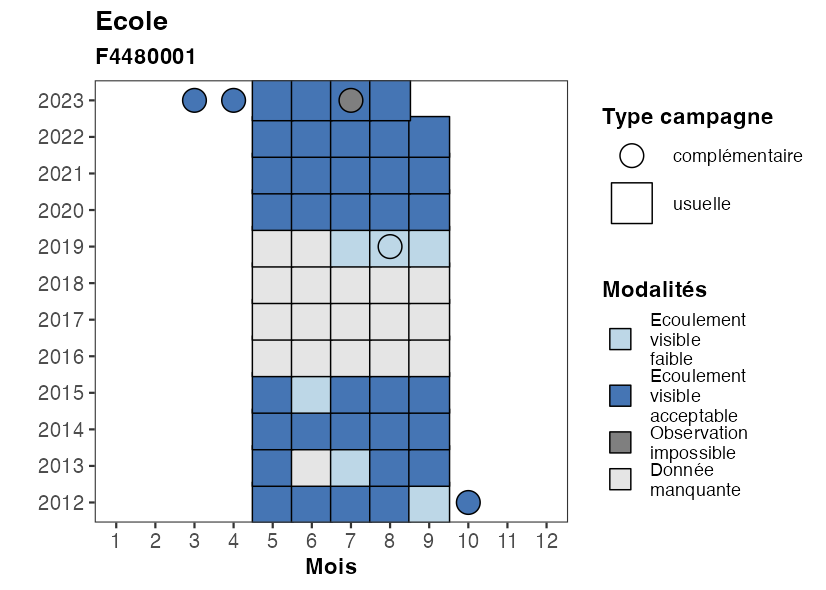 Ecole
F4480001
2023
2022
2021
2020
2019
2018
2017
2016
2015
2014
2013
2012
1 2 3 4 5 6 7 8 9 10 11 12
Mois
Type campagne
complémentaire
usuelle
Modalités
Ecoulement
visible
faible
Ecoulement
visible
acceptable
Observation
impossible
Donnée
manquante